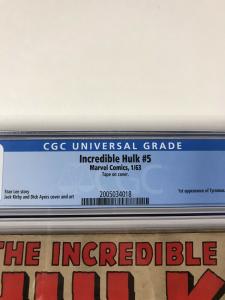 CGC UNIVERSAL GRADE
Incredible Hulk #5
Marvel Comics, 1/63
Tape on cover.
Stan Lee story
Jack Kirby and Dick Ayers cover and art
1st appearance of Tyrannus.
2005034018
THE INCREDIBLE
HULK